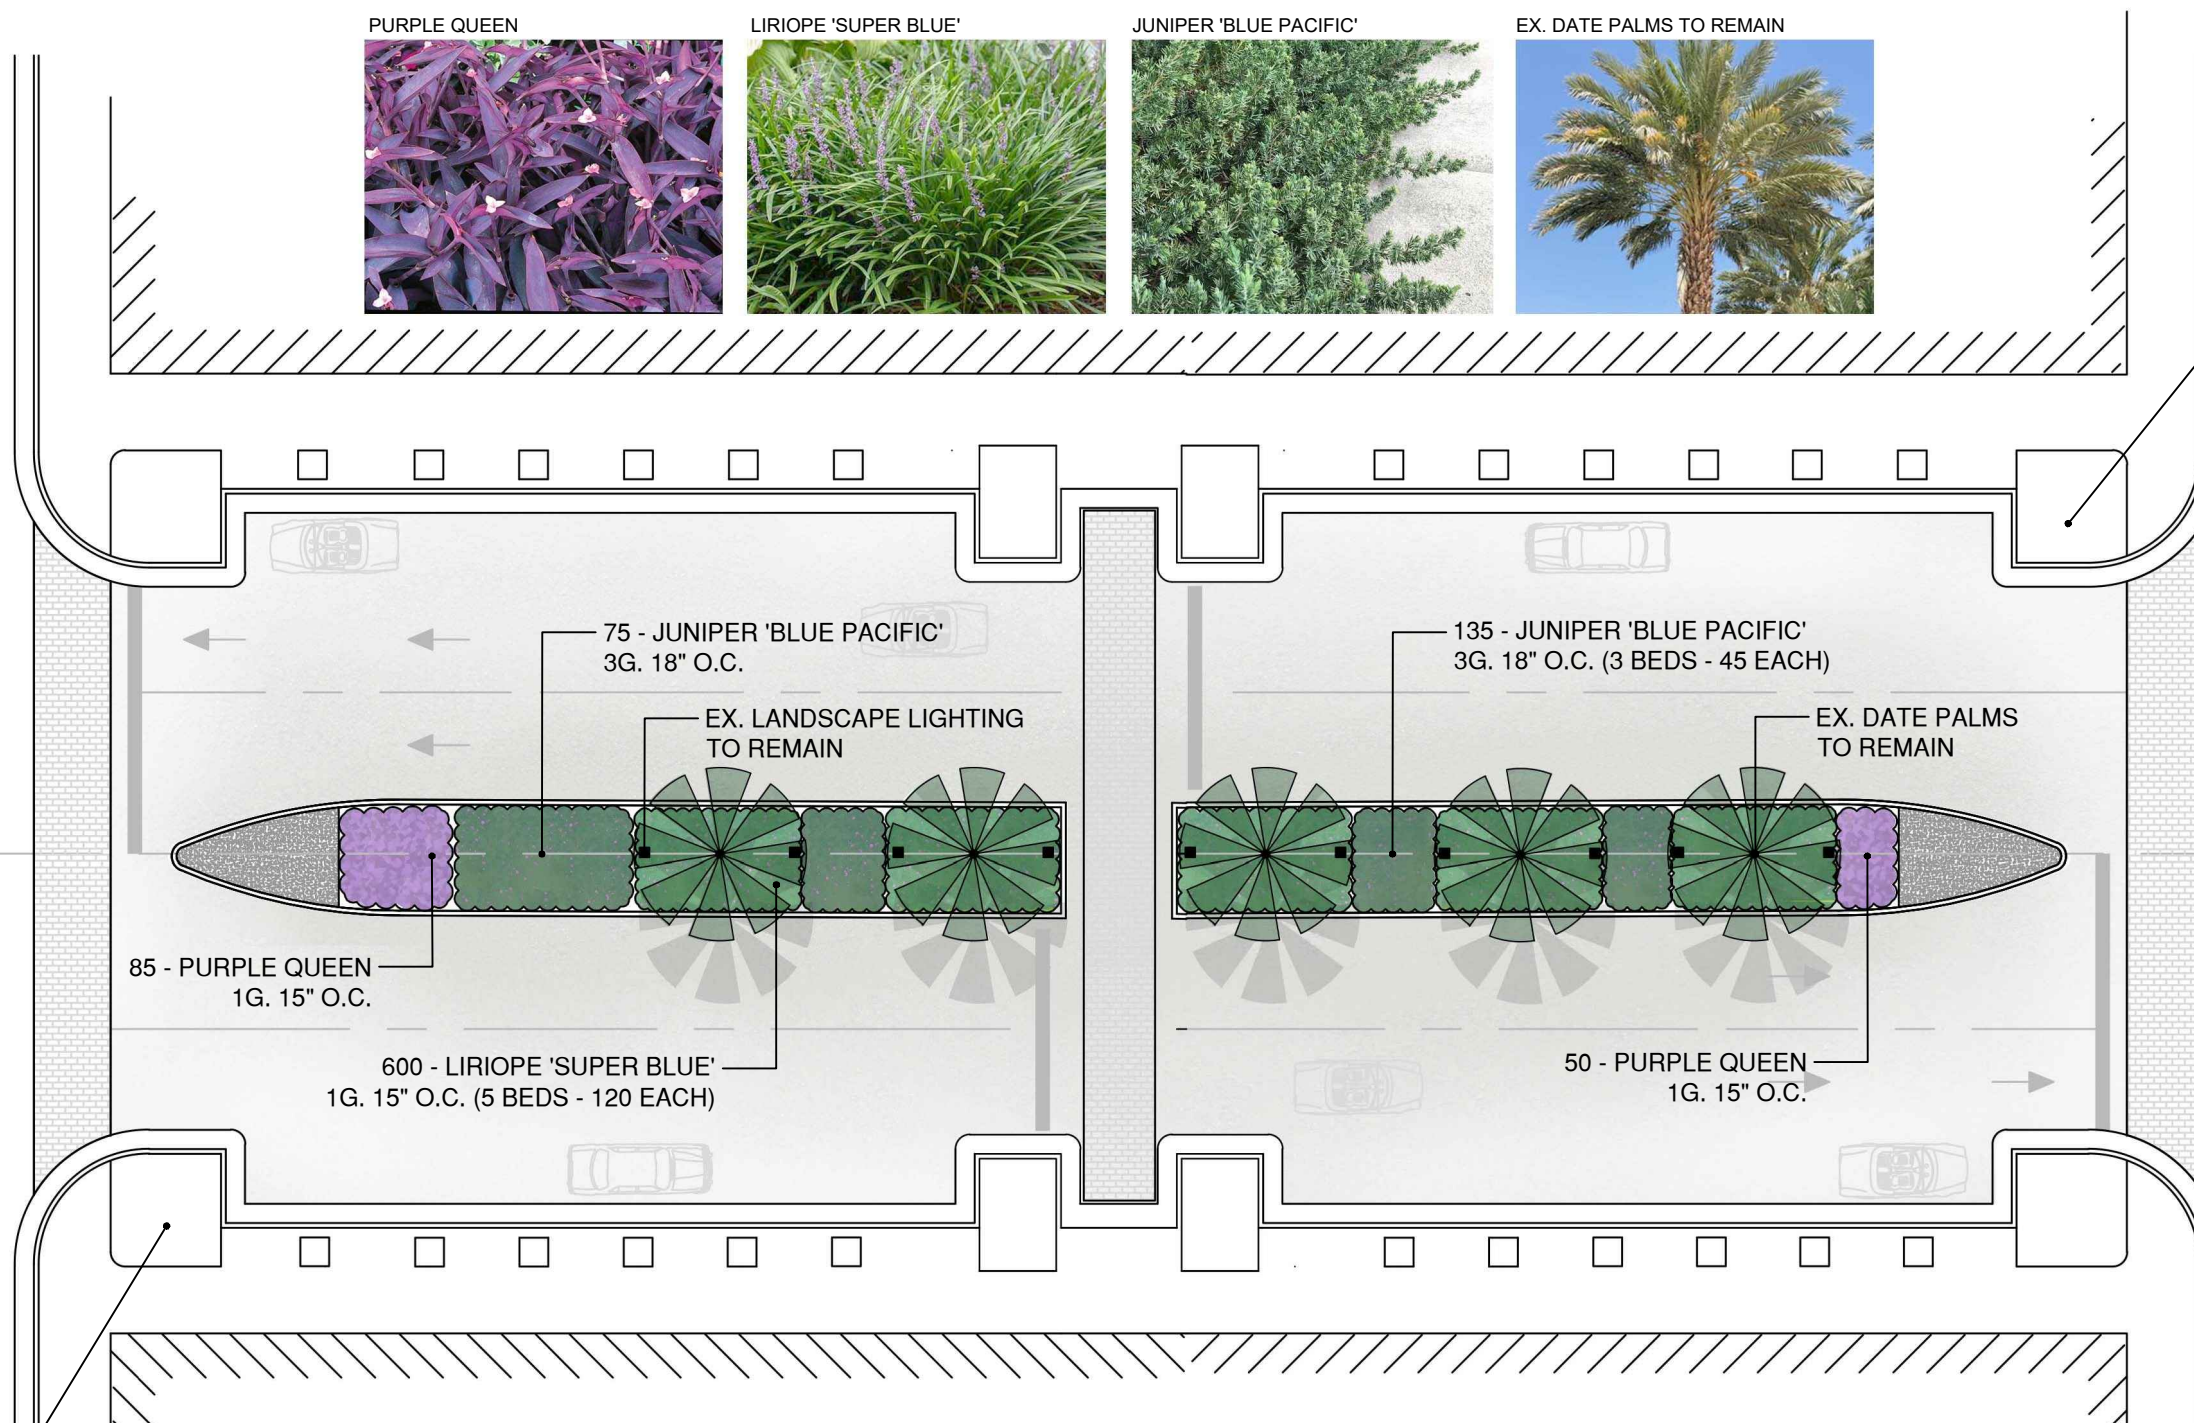 PURPLE QUEEN
LIRIOPE 'SUPER BLUE'
JUNIPER 'BLUE PACIFIC'
EX. DATE PALMS TO REMAIN
75 - JUNIPER 'BLUE PACIFIC'
3G. 18" O.C.
135 - JUNIPER 'BLUE PACIFIC'
3G. 18" O.C. (3 BEDS - 45 EACH)
EX. LANDSCAPE LIGHTING
TO REMAIN
EX. DATE PALMS
TO REMAIN
85 - PURPLE QUEEN
1G. 15" O.C.
600 - LIRIOPE 'SUPER BLUE'
1G. 15" O.C. (5 BEDS - 120 EACH)
50 - PURPLE QUEEN
1G. 15" O.C.